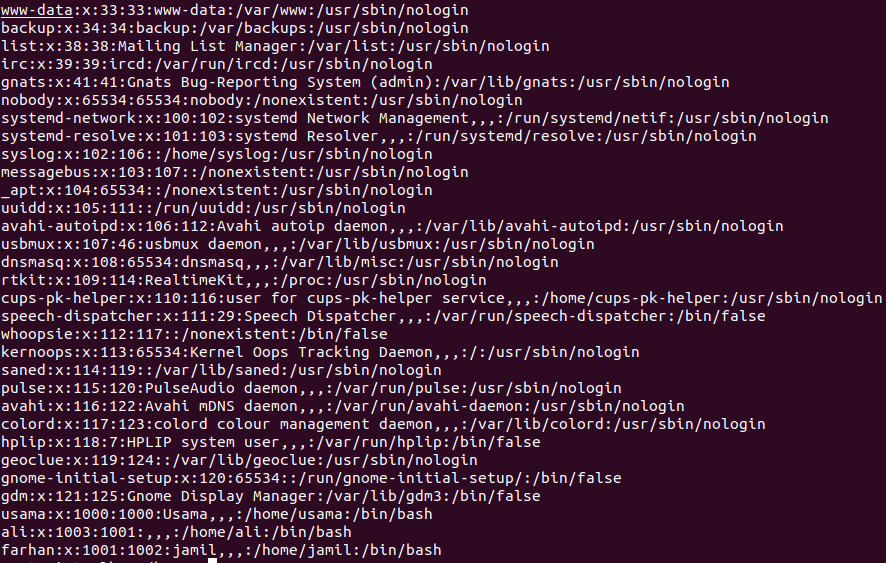 www-data:x:33:33:www-data:/var/www:/usr/sbin/nologin
backup:x:34:34:backup:/var/backups:/usr/sbin/nologin
list:x:38:38:Mailing List Manager:/var/list:/usr/sbin/nologin
irc:x:39:39:ircd:/var/run/ircd:/usr/sbin/nologin
gnats:x:41:41:Gnats Bug-Reporting System (admin):/var/lib/gnats:/usr/sbin/nologin
nobody:x:65534:65534:nobody:/nonexistent:/usr/sbin/nologin
systemd-network:x:100:102:systemd Network Management,,,:/run/systemd/netif:/usr/sbin/nologin
systemd-resolve:x:101:103:systemd Resolver,,,:/run/systemd/resolve:/usr/sbin/nologin
syslog:x:102:106::/home/syslog:/usr/sbin/nologin
messagebus:x:103:107::/nonexistent:/usr/sbin/nologin
_apt:x:104:65534::/nonexistent:/usr/sbin/nologin
uuidd:x:105:111::/run/uuidd:/usr/sbin/nologin
avahi-autoipd:x:106:112:Avahi autoip daemon,,,:/var/lib/avahi-autoipd:/usr/sbin/nologin
usbmux:x:107:46:usbmux daemon,,,:/var/lib/usbmux:/usr/sbin/nologin
dnsmasq:x:108:65534:dnsmasq,,,:/var/lib/misc:/usr/sbin/nologin
rtkit:x:109:114:RealtimeKit,,,:/proc:/usr/sbin/nologin
cups-pk-helper:x:110:116:user for cups-pk-helper service,,,:/home/cups-pk-helper:/usr/sbin/nologin
speech-dispatcher:x:111:29:Speech Dispatcher,,,:/var/run/speech-dispatcher:/bin/false
whoopsie:x:112:117::/nonexistent:/bin/false
kernoops:x:113:65534:Kernel Oops Tracking Daemon,,,:/:/usr/sbin/nologin
saned:x:114:119::/var/lib/saned:/usr/sbin/nologin
pulse:x:115:120:PulseAudio daemon,,,:/var/run/pulse:/usr/sbin/nologin
avahi:x:116:122:Avahi mDNS daemon,,,:/var/run/avahi-daemon:/usr/sbin/nologin
colord:x:117:123:colord colour management daemon,,,:/var/lib/colord:/usr/sbin/nologin
hplip:x:118:7:HPLIP system user,,,:/var/run/hplip:/bin/false
geoclue:x:119:124::/var/lib/geoclue:/usr/sbin/nologin
gnome-initial-setup:x:120:65534::/run/gnome-initial-setup/:/bin/false
gdm:x:121:125:Gnome Display Manager:/var/lib/gdm3:/bin/false
usama:x:1000:1000:Usama,,,:/home/usama:/bin/bash
ali:x:1003:1001:,,,:/home/ali:/bin/bash
farhan:x:1001:1002:jamil,,,:/home/jamil:/bin/bash